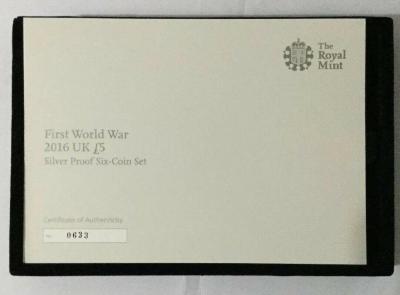 The
Royal
Mint
First World War
2016 UK £5
Silver Proof Six-Coin Set
Certificate of Authenticity
No. 0633